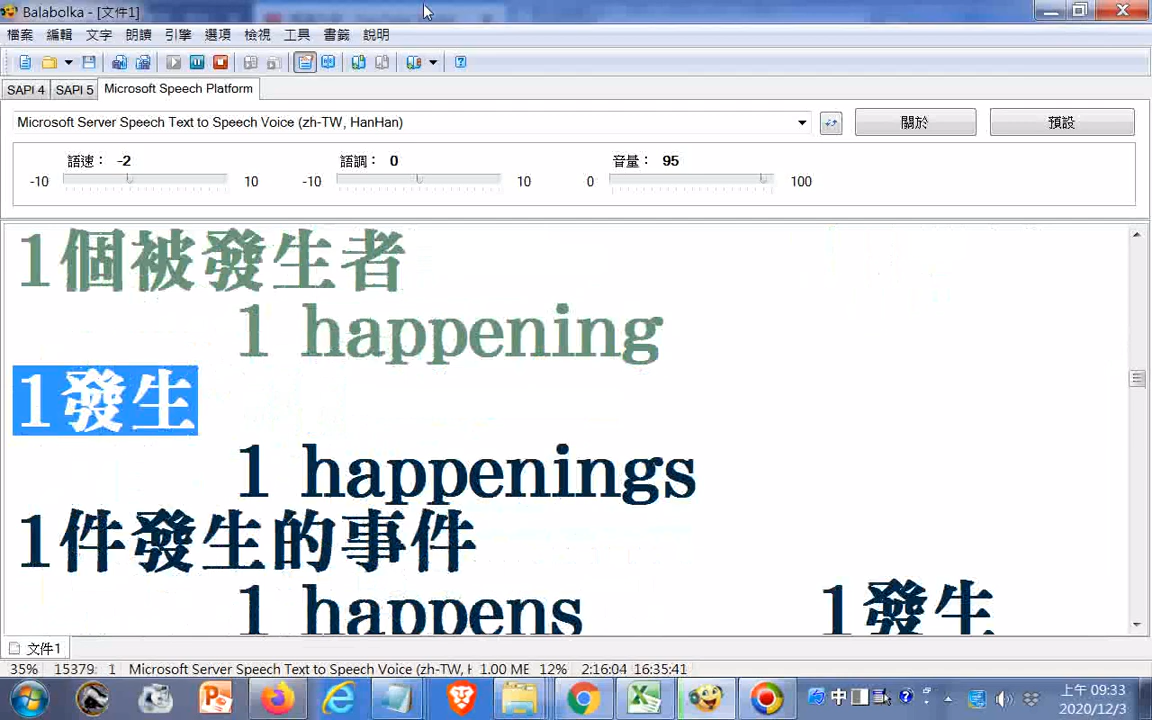 Balabolka - [文件1]
檔案 編輯 文字 朗讀 引擎 選項 檢視 工具 書籤 說明
SAPI 4 SAPI 5 Microsoft Speech Platform
Microsoft Server Speech Text to Speech Voice (zh-TW, HanHan) 關於 預設
語速： -2 語調： 0 音量： 95
-10 10 -10 10 0 100
1個被發生者
1 happening
1發生
1 happenings
1件發生的事件
1 happens 1發生
文件1
35% 15379: 1 Microsoft Server Speech Text to Speech Voice (zh-TW, 1.00 ME 12% 2:16:04 16:35:41
中 上午 09:33
2020/12/3